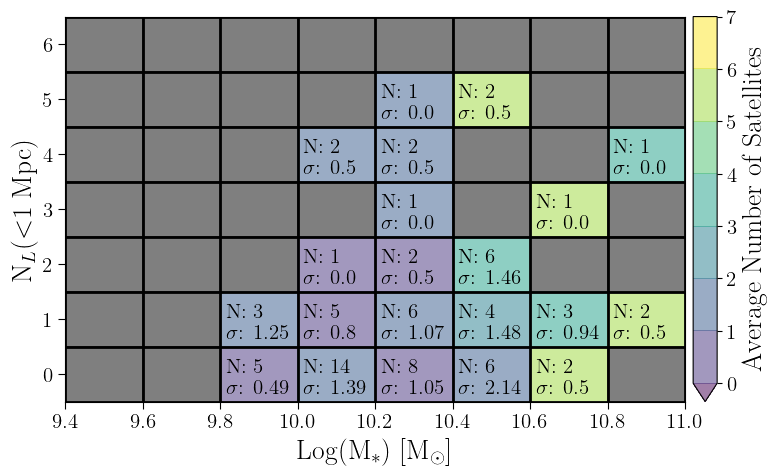 6
5
4
3
2
1
0
N_L(<1 Mpc)
N: 1
σ: 0.0
N: 2
σ: 0.5
N: 2
σ: 0.5
N: 2
σ: 0.5
N: 1
σ: 0.0
N: 1
σ: 0.0
N: 1
σ: 0.0
N: 1
σ: 0.0
N: 2
σ: 0.5
N: 6
σ: 1.46
N: 3
σ: 1.25
N: 5
σ: 0.8
N: 6
σ: 1.07
N: 4
σ: 1.48
N: 3
σ: 0.94
N: 2
σ: 0.5
N: 5
σ: 0.49
N: 14
σ: 1.39
N: 8
σ: 1.05
N: 6
σ: 2.14
N: 2
σ: 0.5
9.4 9.6 9.8 10.0 10.2 10.4 10.6 10.8 11.0
Log(M_*) [M_⊙]
7
6
5
4
3
2
1
0
Average Number of Satellites